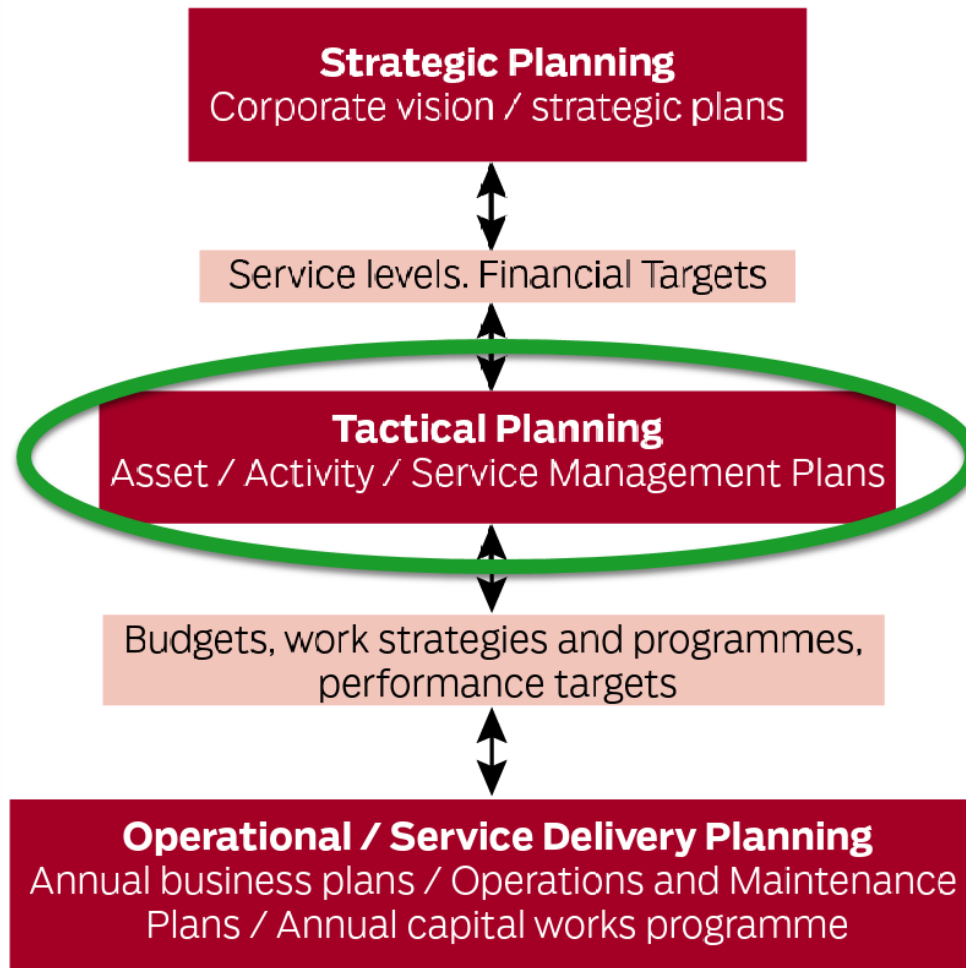 Strategic Planning
Corporate vision / strategic plans
Service levels. Financial Targets
Tactical Planning
Asset / Activity / Service Management Plans
Budgets, work strategies and programmes,
performance targets
Operational / Service Delivery Planning
Annual business plans / Operations and Maintenance
Plans / Annual capital works programme